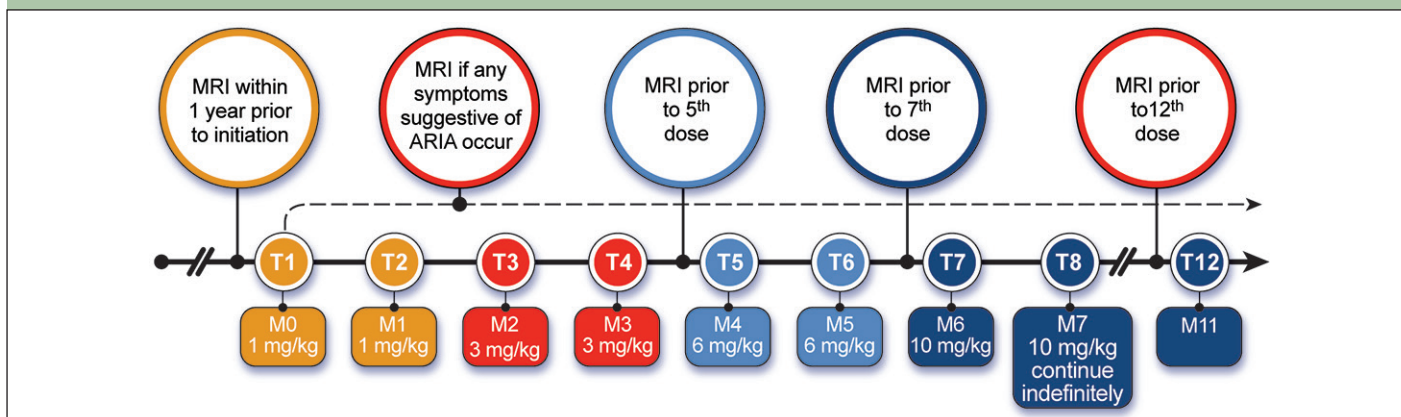 MRI within
1 year prior
to initiation
MRI if any
symptoms
suggestive of
ARIA occur
MRI prior
to 5th
dose
MRI prior
to 7th
dose
MRI prior
to12th
dose
T1
T2
T3
T4
T5
T6
T7
T8
T12
M0
1 mg/kg
M1
1 mg/kg
M2
3 mg/kg
M3
3 mg/kg
M4
6 mg/kg
M5
6 mg/kg
M6
10 mg/kg
M7
10 mg/kg
continue
indefinitely
M11